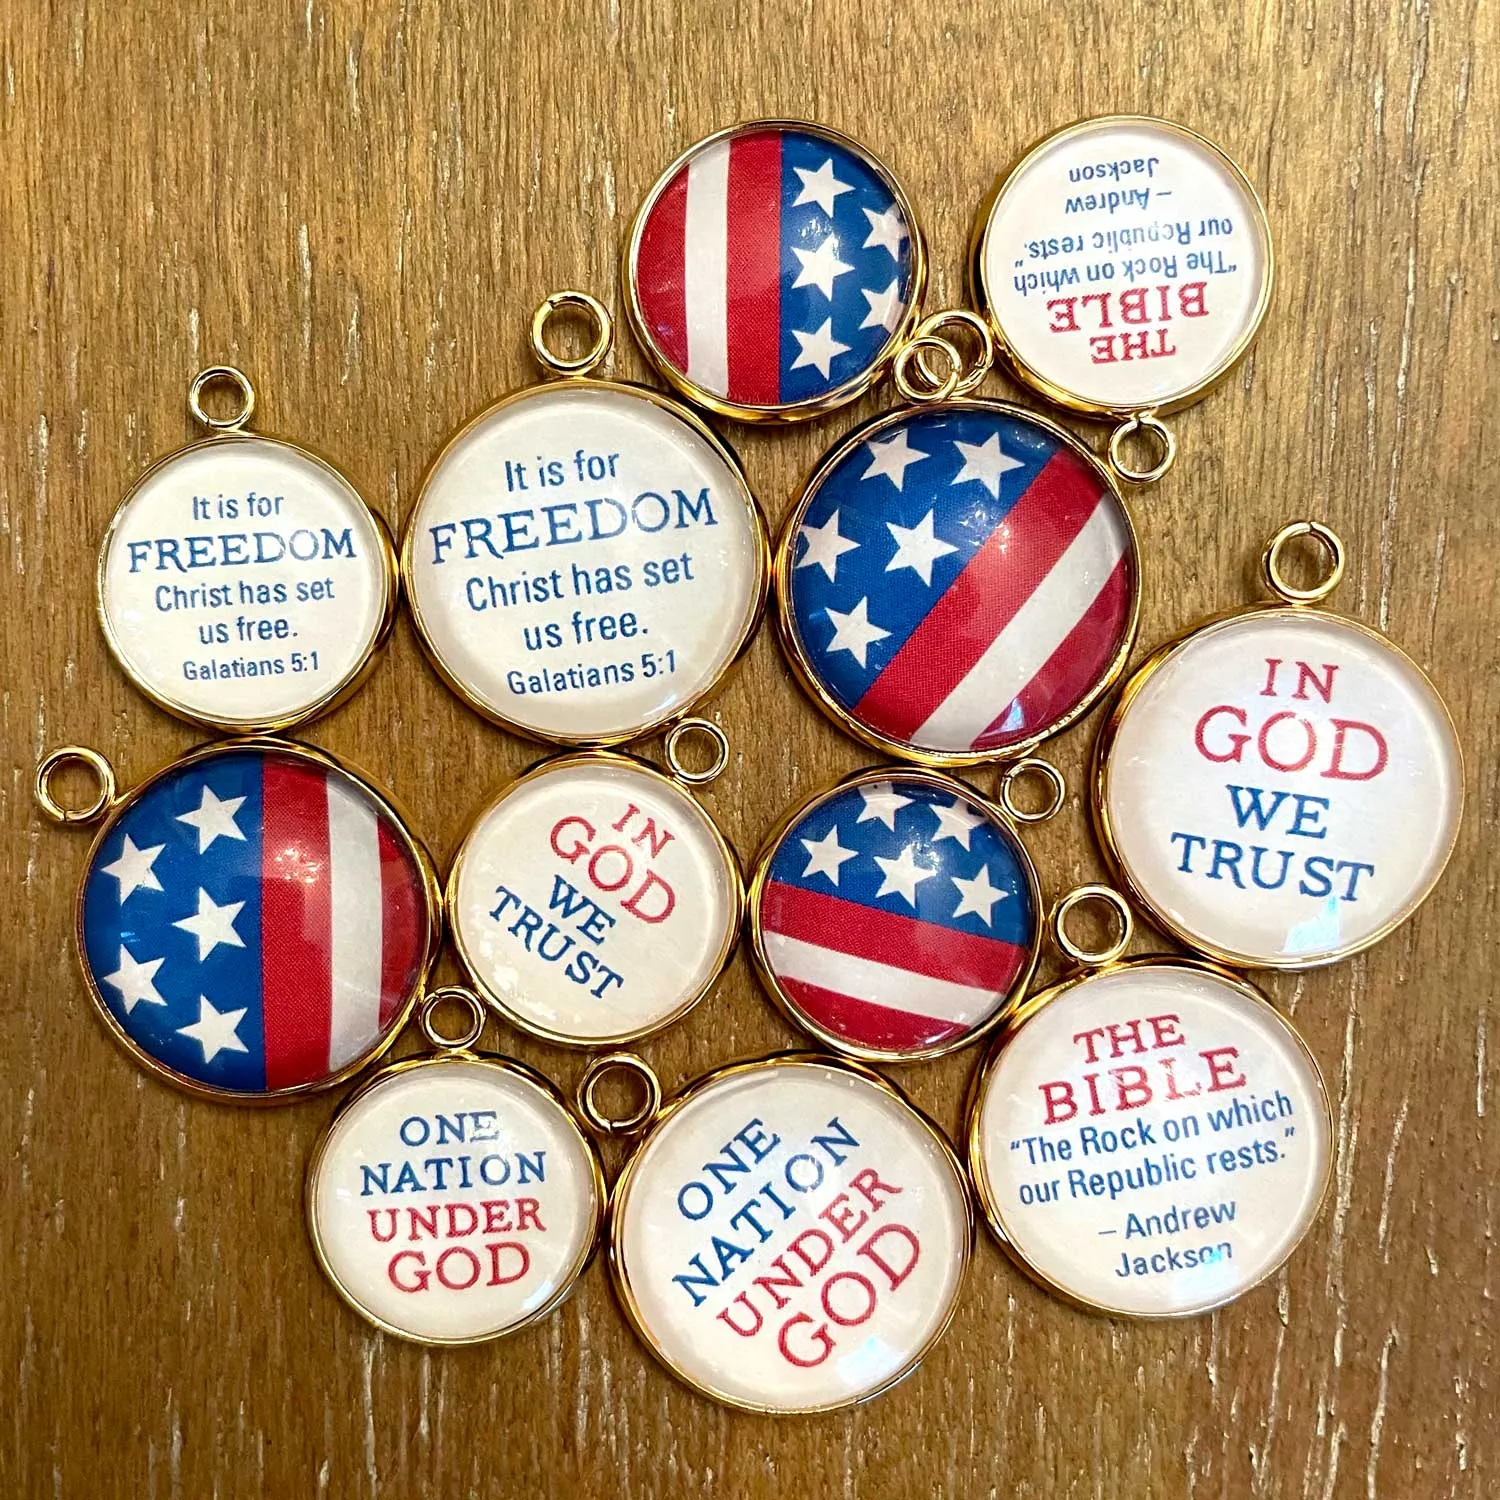 "The Rock on which
our Republic rests."
– Andrew
Jackson
THE
BIBLE
It is for
FREEDOM
Christ has set
us free.
Galatians 5:1
It is for
FREEDOM
Christ has set
us free.
Galatians 5:1
IN
GOD
WE
TRUST
IN
GOD
WE
TRUST
ONE
NATION
UNDER
GOD
ONE
NATION
UNDER
GOD
THE
BIBLE
"The Rock on which
our Republic rests."
– Andrew
Jackson